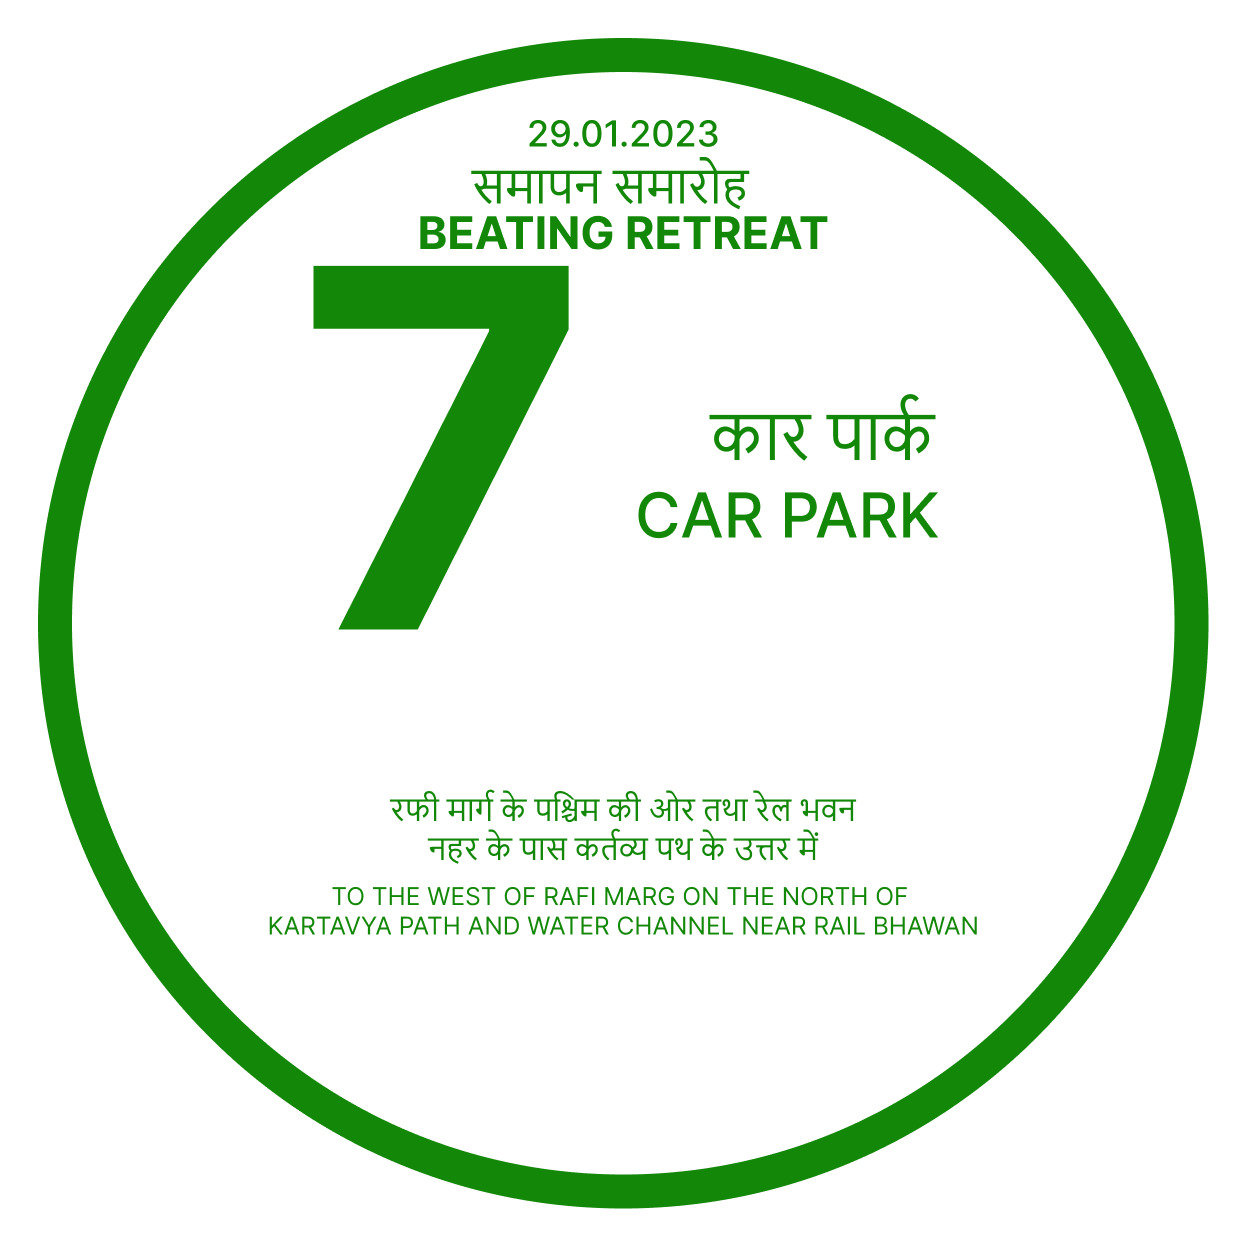 29.01.2023
समापन समारोह
BEATING RETREAT
7
कार पार्क
CAR PARK
रफी मार्ग के पश्चिम की ओर तथा रेल भवन
नहर के पास कर्तव्य पथ के उत्तर में
TO THE WEST OF RAFI MARG ON THE NORTH OF
KARTAVYA PATH AND WATER CHANNEL NEAR RAIL BHAWAN